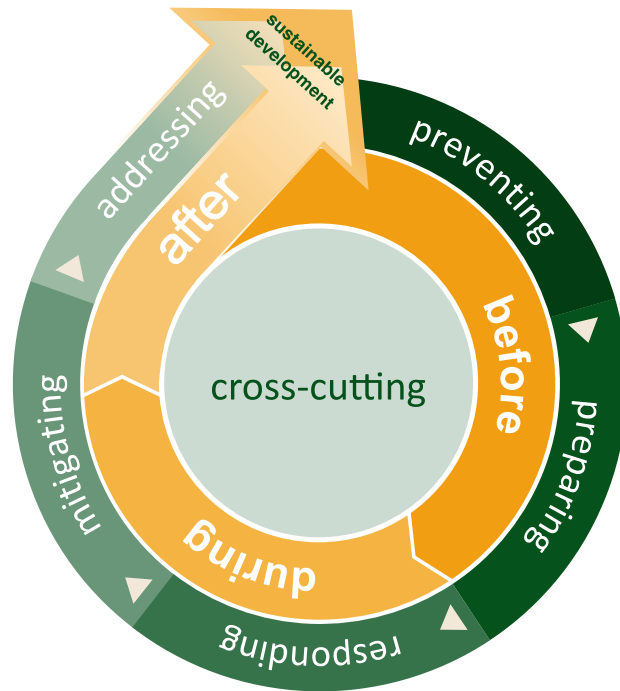 sustainable
development
preventing
preparing
responding
mitigating
addressing
before
during
after
cross-cutting